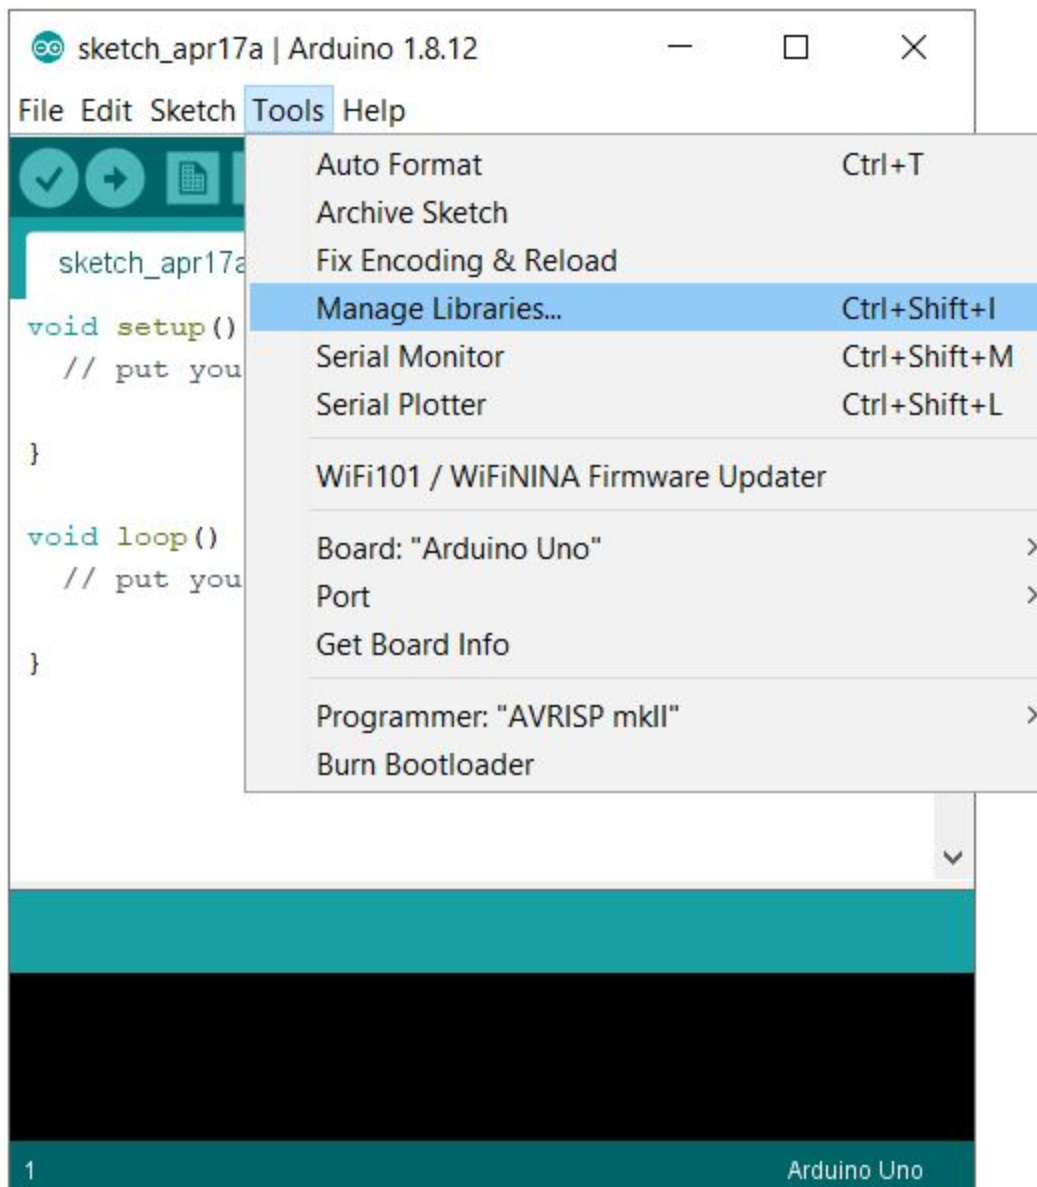 sketch_apr17a | Arduino 1.8.12
File Edit Sketch Tools Help
Auto Format Ctrl+T
Archive Sketch
sketch_apr17a
Fix Encoding & Reload
Manage Libraries... Ctrl+Shift+I
void setup()
Serial Monitor Ctrl+Shift+M
// put you
Serial Plotter Ctrl+Shift+L
}
WiFi101 / WiFiNINA Firmware Updater
void loop()
Board: "Arduino Uno"
// put you
Port
Get Board Info
}
Programmer: "AVRISP mkII"
Burn Bootloader
1 Arduino Uno